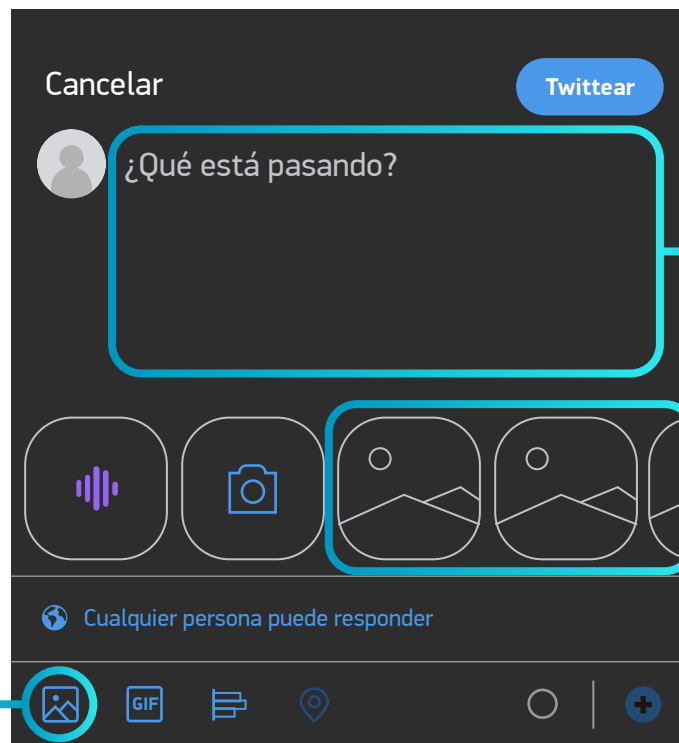 Cancelar
Twittear
¿Qué está pasando?
Cualquier persona puede responder
GIF